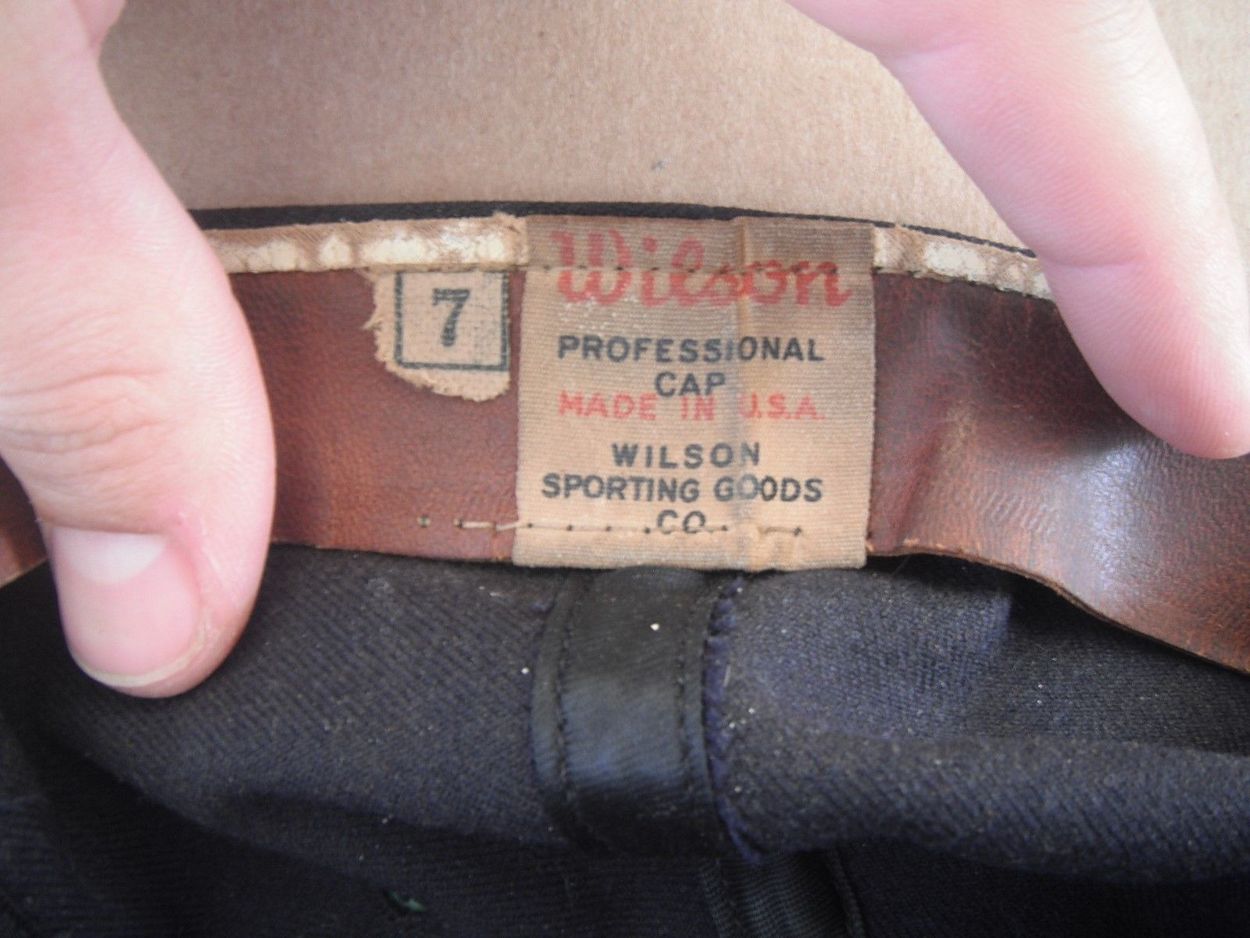 7
Wilson
PROFESSIONAL
CAP
MADE IN U.S.A.
WILSON
SPORTING GOODS
CO.